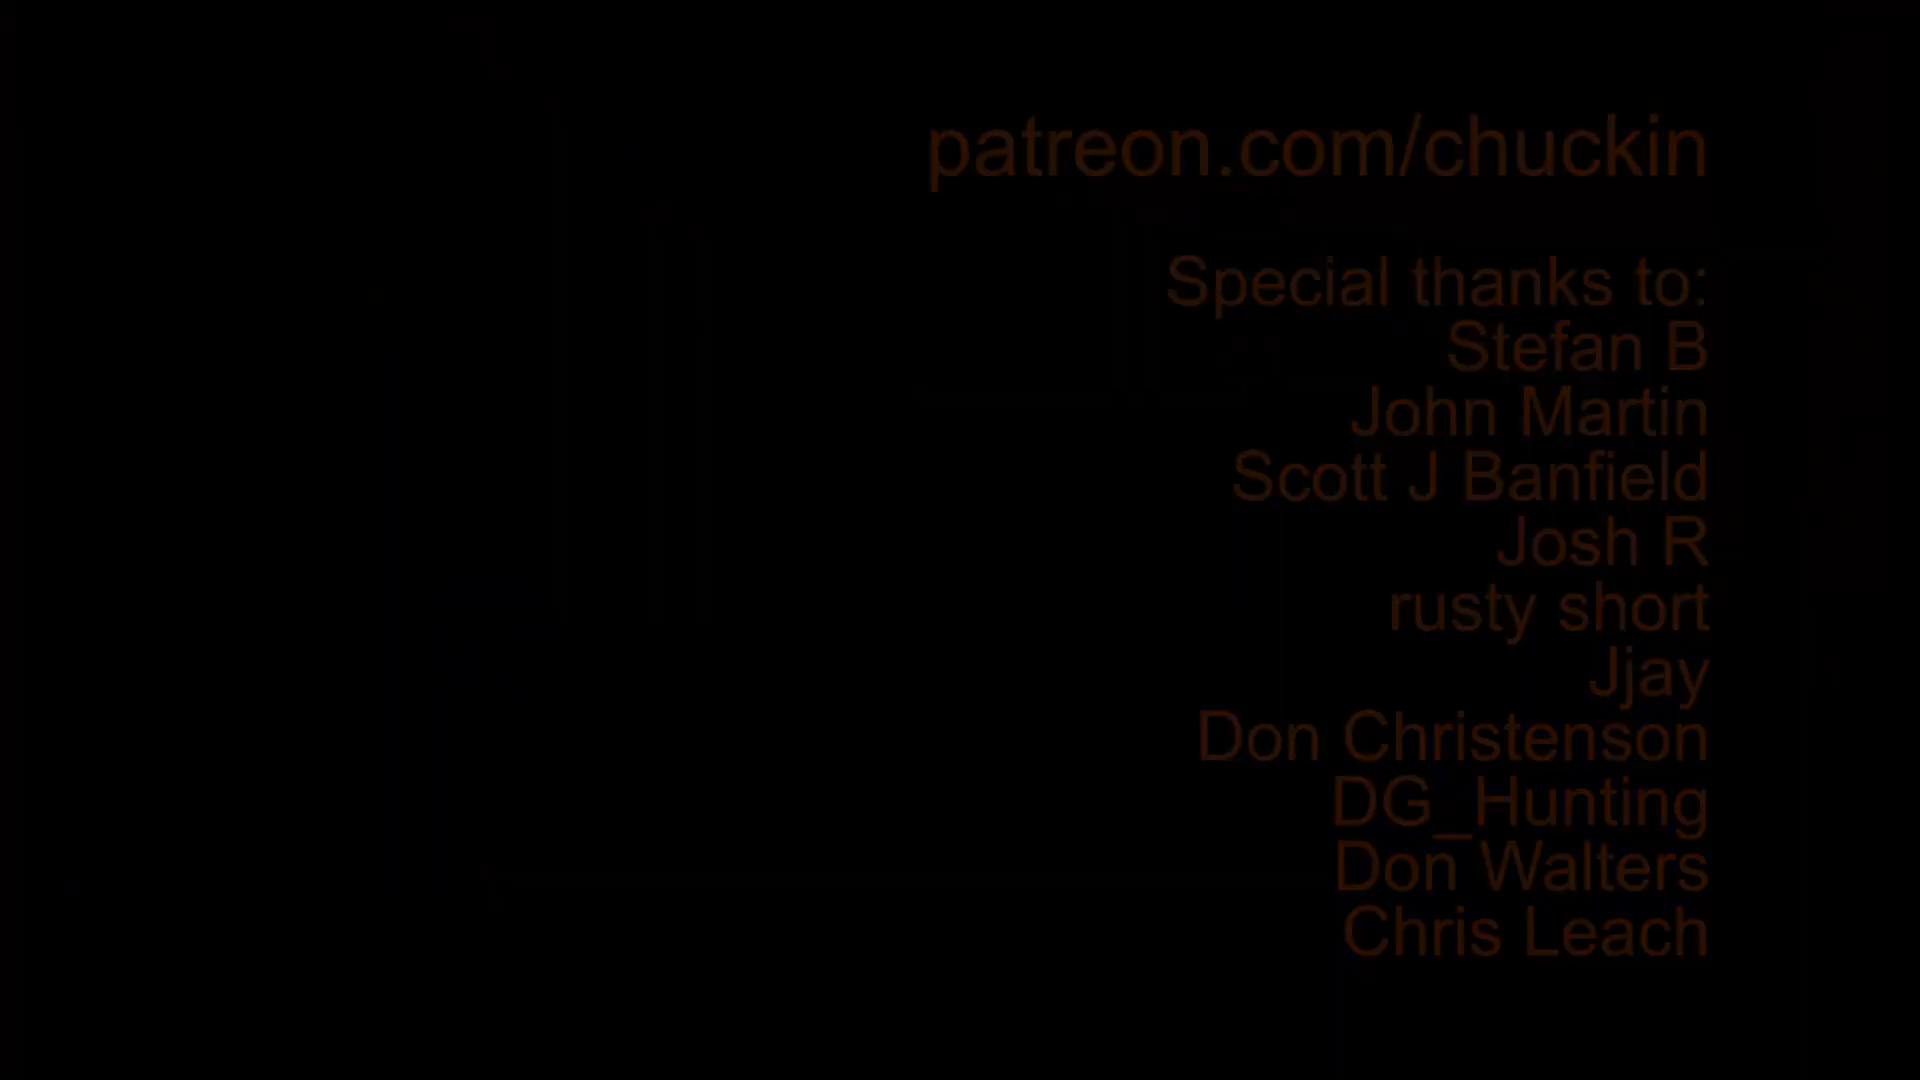 patreon.com/chuckin
Special thanks to:
Stefan B
John Martin
Scott J Banfield
Josh R
rusty short
Jjay
Don Christenson
DG_Hunting
Don Walters
Chris Leach